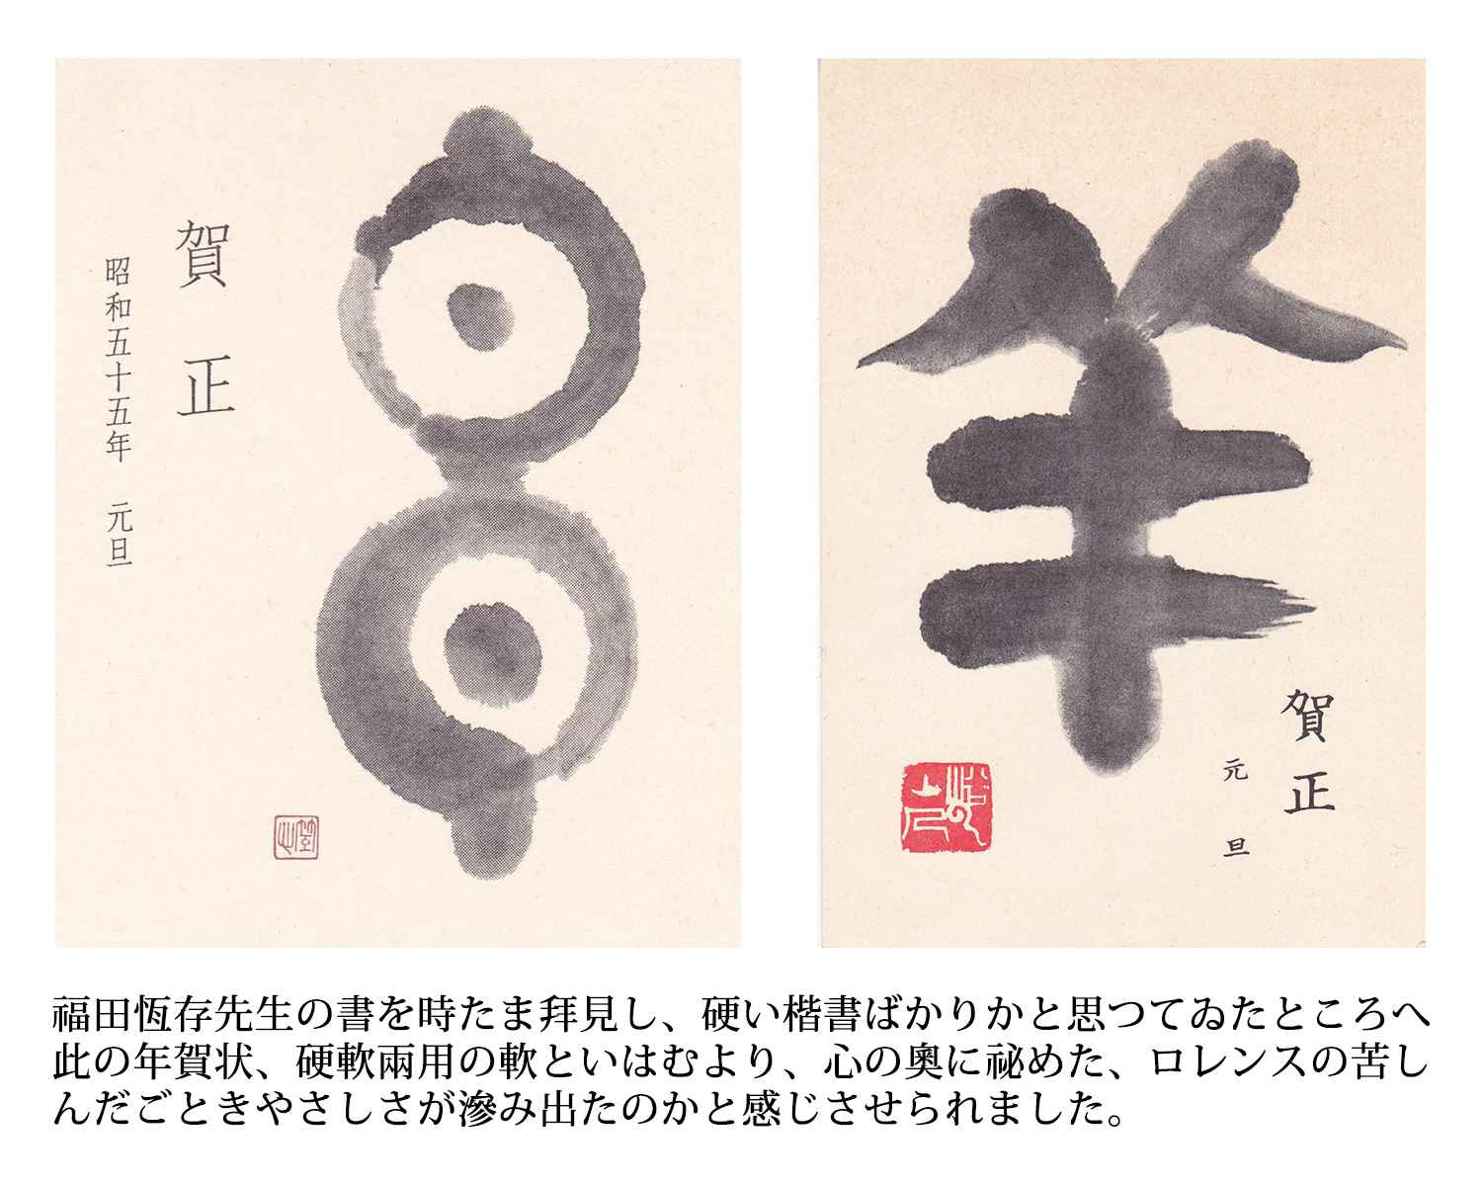 賀正
昭和五十五年 元旦
羊
賀正
元旦
福田恆存先生の書を時たま拜見し、硬い楷書ばかりかと思つてゐたところへ
此の年賀状、硬軟兩用の軟といはむより、心の奧に祕めた、ロレンスの苦し
んだごときやさしさが滲み出たのかと感じさせられました。